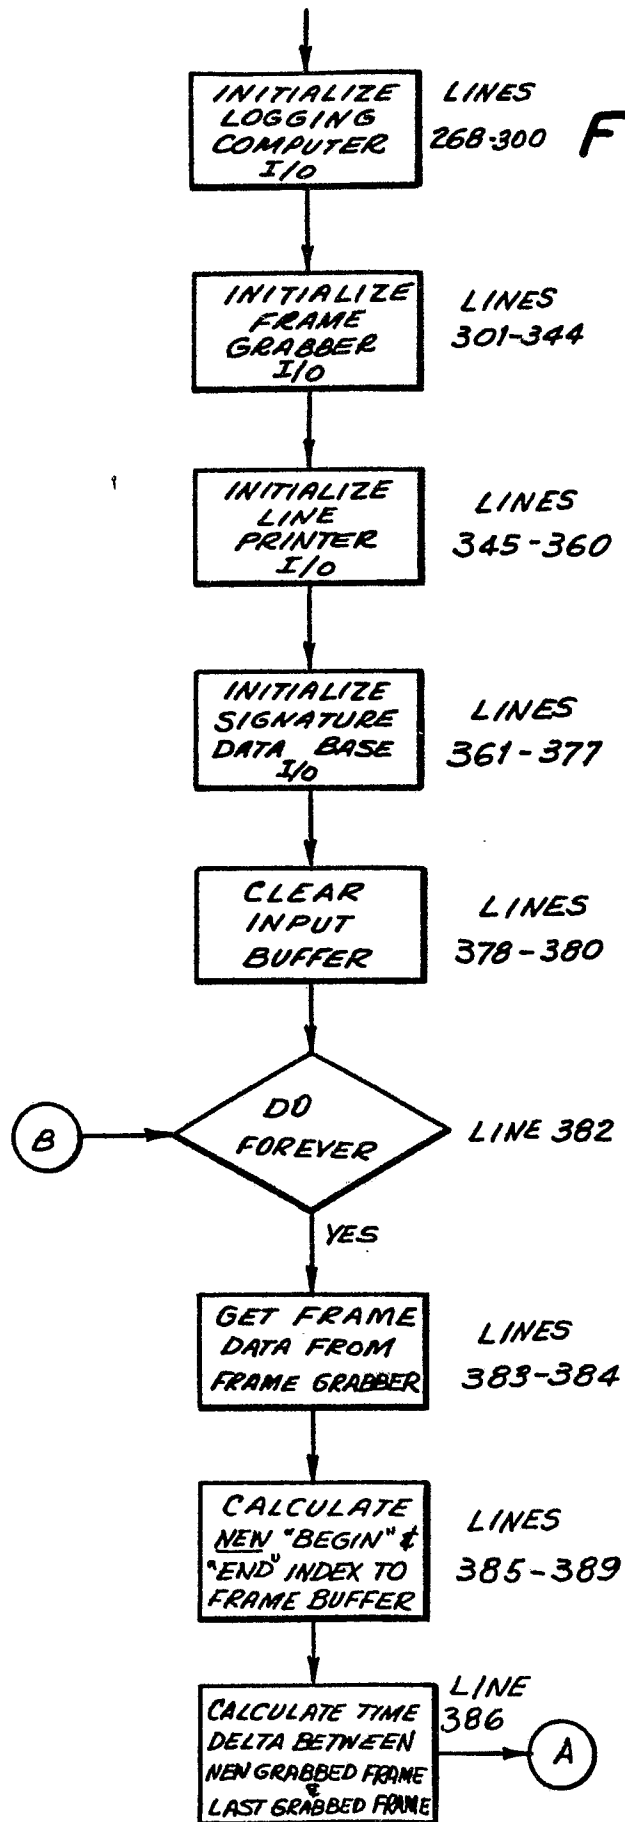 INITIALIZE
LOGGING
COMPUTER
I/O
LINES
268-300
F
INITIALIZE
FRAME
GRABBER
I/O
LINES
301-344
INITIALIZE
LINE
PRINTER
I/O
LINES
345-360
INITIALIZE
SIGNATURE
DATA BASE
I/O
LINES
361-377
CLEAR
INPUT
BUFFER
LINES
378-380
B
DO
FOREVER
LINE 382
YES
GET FRAME
DATA FROM
FRAME GRABBER
LINES
383-384
CALCULATE
NEW "BEGIN" &
"END" INDEX TO
FRAME BUFFER
LINES
385-389
CALCULATE TIME
DELTA BETWEEN
NEW GRABBED FRAME
&
LAST GRABBED FRAME
LINE
386
A